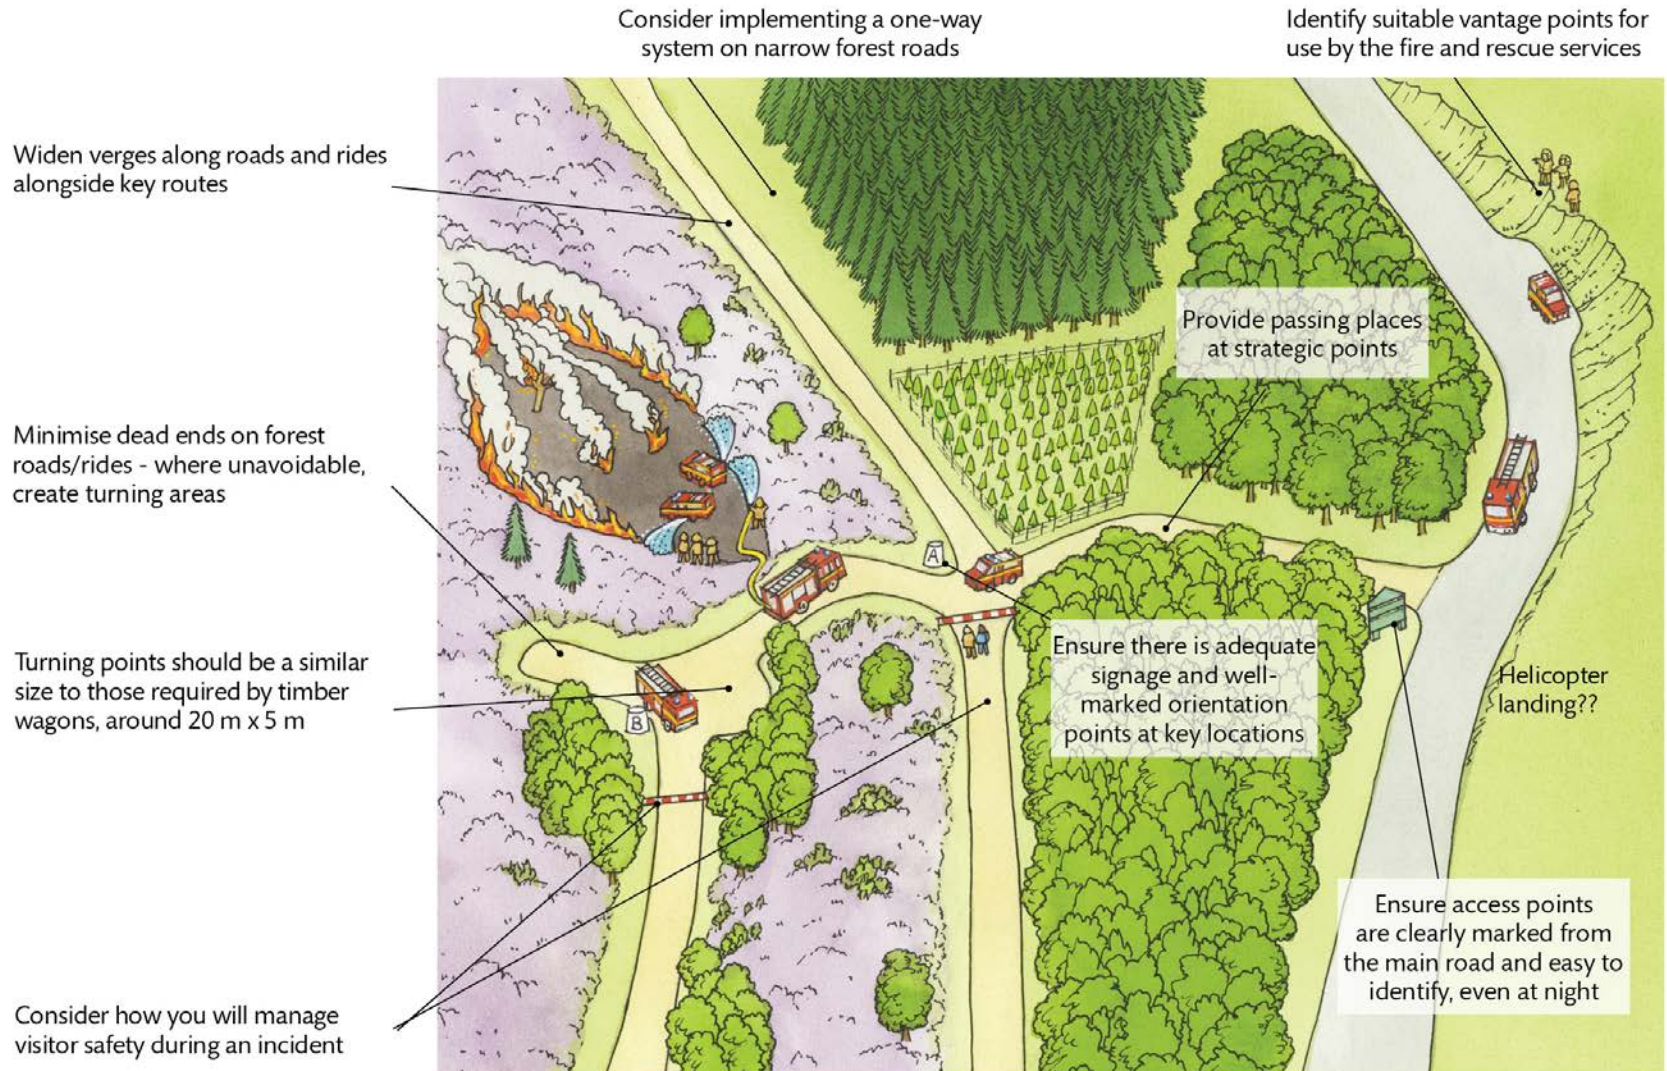 Consider implementing a one-way
system on narrow forest roads
Identify suitable vantage points for
use by the fire and rescue services
Widen verges along roads and rides
alongside key routes
Provide passing places
at strategic points
Minimise dead ends on forest
roads/rides - where unavoidable,
create turning areas
A
Ensure there is adequate
signage and well-
marked orientation
points at key locations
Turning points should be a similar
size to those required by timber
wagons, around 20 m x 5 m
B
Helicopter
landing??
Ensure access points
are clearly marked from
the main road and easy to
identify, even at night
Consider how you will manage
visitor safety during an incident